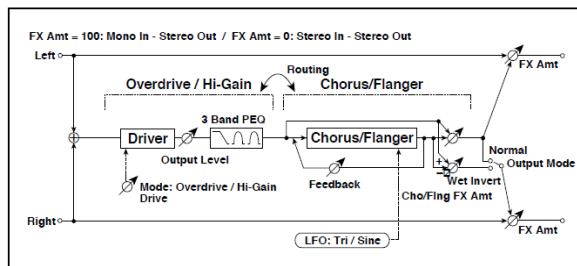 FX Amt = 100: Mono In - Stereo Out / FX Amt = 0: Stereo In - Stereo Out
Left
FX Amt
Routing
Overdrive / Hi-Gain
Chorus/Flanger
3 Band PEQ
Driver
Chorus/Flanger
Normal
Output Level
Output Mode
+
-
Wet Invert
Feedback
Mode: Overdrive / Hi-Gain
Drive
Cho/Flng FX Amt
Right
FX Amt
LFO: Tri / Sine